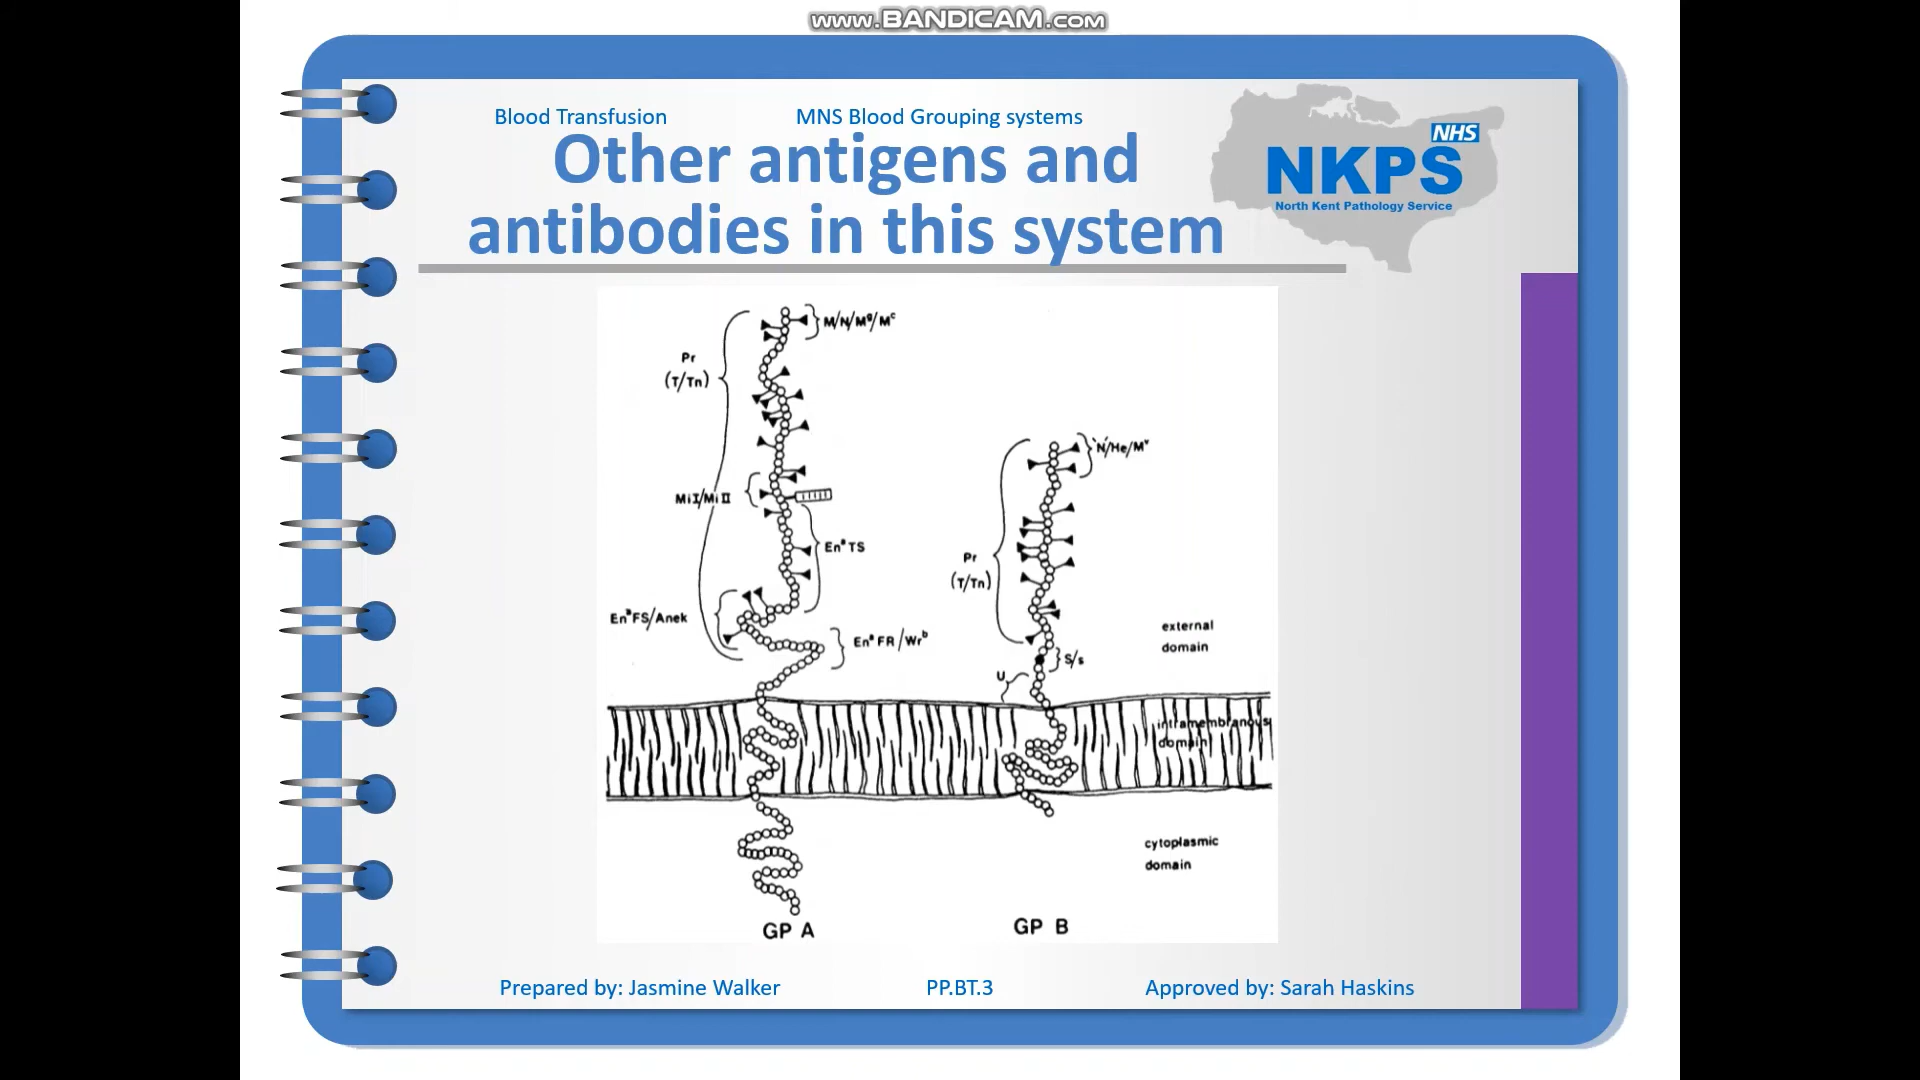 www.BANDICAM.com
Blood Transfusion MNS Blood Grouping systems
Other antigens and
antibodies in this system
NHS
NKPS
North Kent Pathology Service
M/N/Mᵍ/Mᶜ
Pr
(T/Tn)
'N'/He/Mᵛ
MiI/MiII
EnᵃTS
Pr
(T/Tn)
EnᵃFS/Anek
external
domain
EnᵃFR/Wrᵇ
S/s
U
intramembranous
domain
cytoplasmic
domain
GP A
GP B
Prepared by: Jasmine Walker PP.BT.3 Approved by: Sarah Haskins